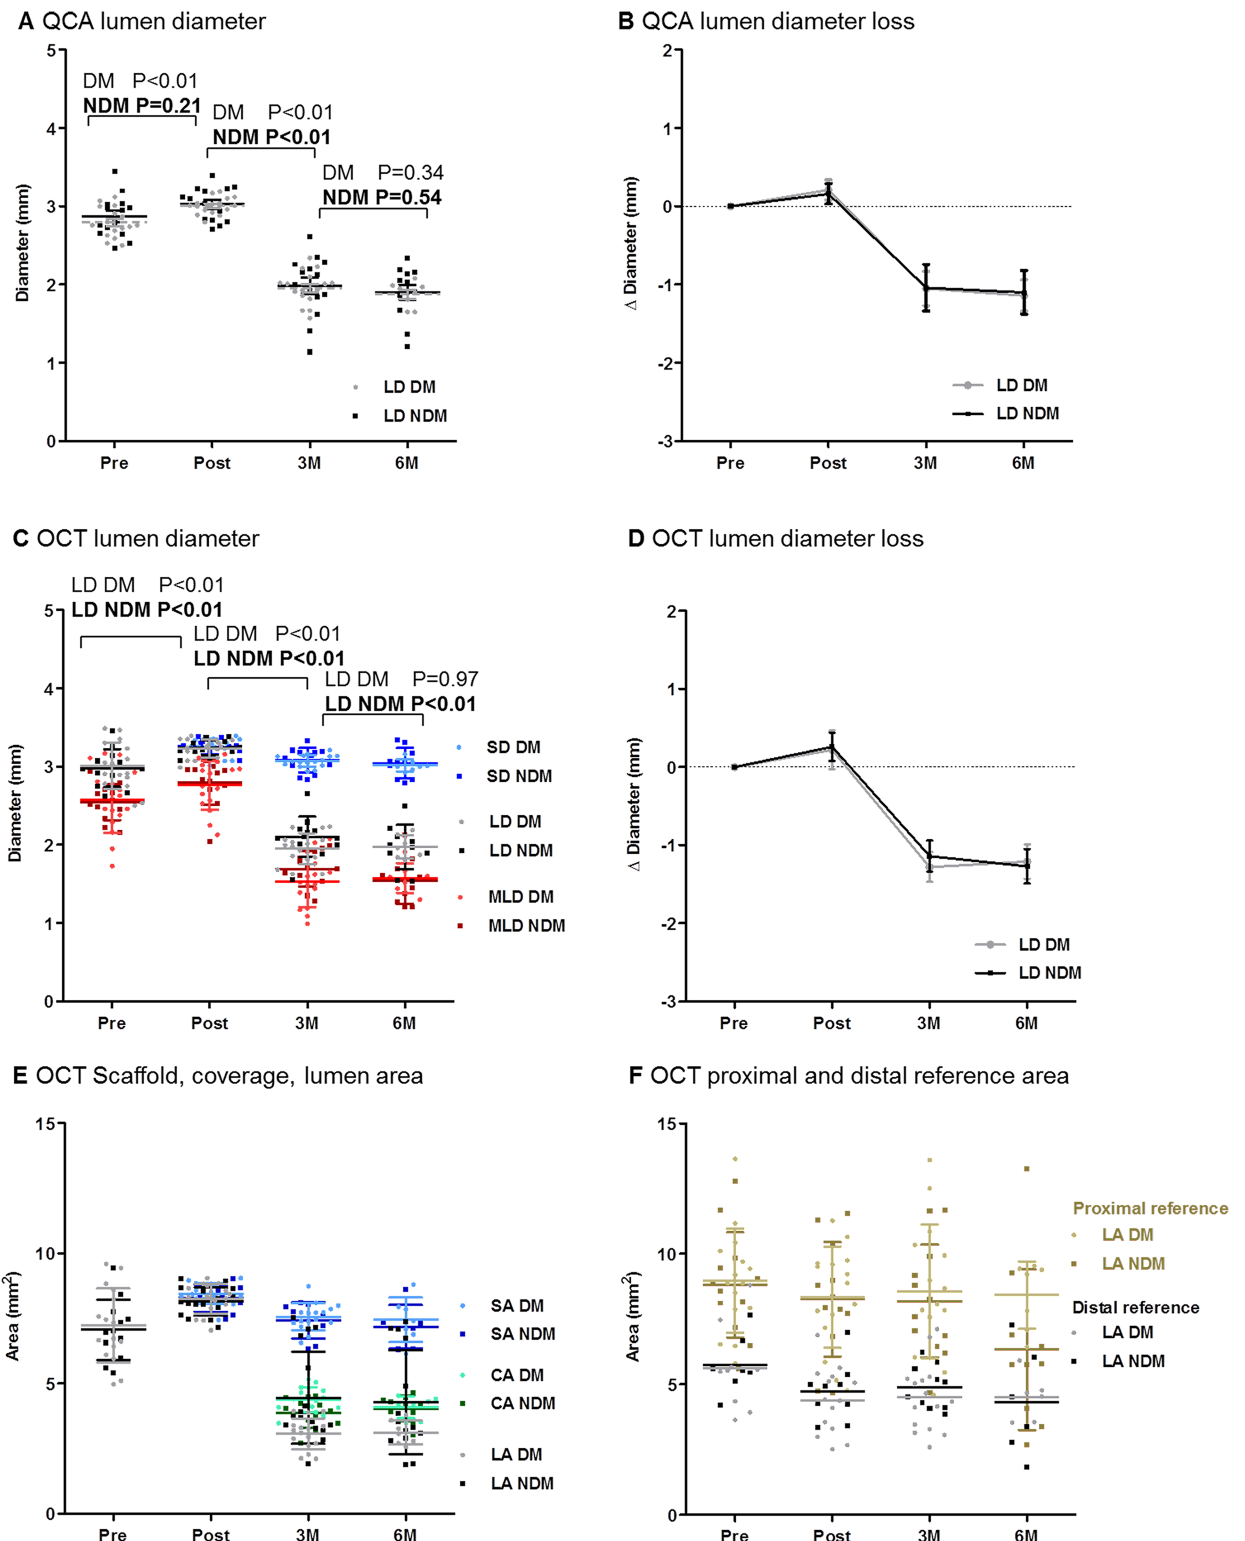 A QCA lumen diameter
5
4
3
2
1
0
Diameter (mm)
DM P<0.01
NDM P=0.21
DM P<0.01
NDM P<0.01
DM P=0.34
NDM P=0.54
LD DM
LD NDM
Pre Post 3M 6M
B QCA lumen diameter loss
2
1
0
-1
-2
-3
Δ Diameter (mm)
LD DM
LD NDM
Pre Post 3M 6M
C OCT lumen diameter
5
4
3
2
1
0
Diameter (mm)
LD DM P<0.01
LD NDM P<0.01
LD DM P<0.01
LD NDM P<0.01
LD DM P=0.97
LD NDM P<0.01
SD DM
SD NDM
LD DM
LD NDM
MLD DM
MLD NDM
Pre Post 3M 6M
D OCT lumen diameter loss
2
1
0
-1
-2
-3
Δ Diameter (mm)
LD DM
LD NDM
Pre Post 3M 6M
E OCT Scaffold, coverage, lumen area
15
10
5
0
Area (mm²)
SA DM
SA NDM
CA DM
CA NDM
LA DM
LA NDM
Pre Post 3M 6M
F OCT proximal and distal reference area
15
10
5
0
Area (mm²)
Proximal reference
LA DM
LA NDM
Distal reference
LA DM
LA NDM
Pre Post 3M 6M